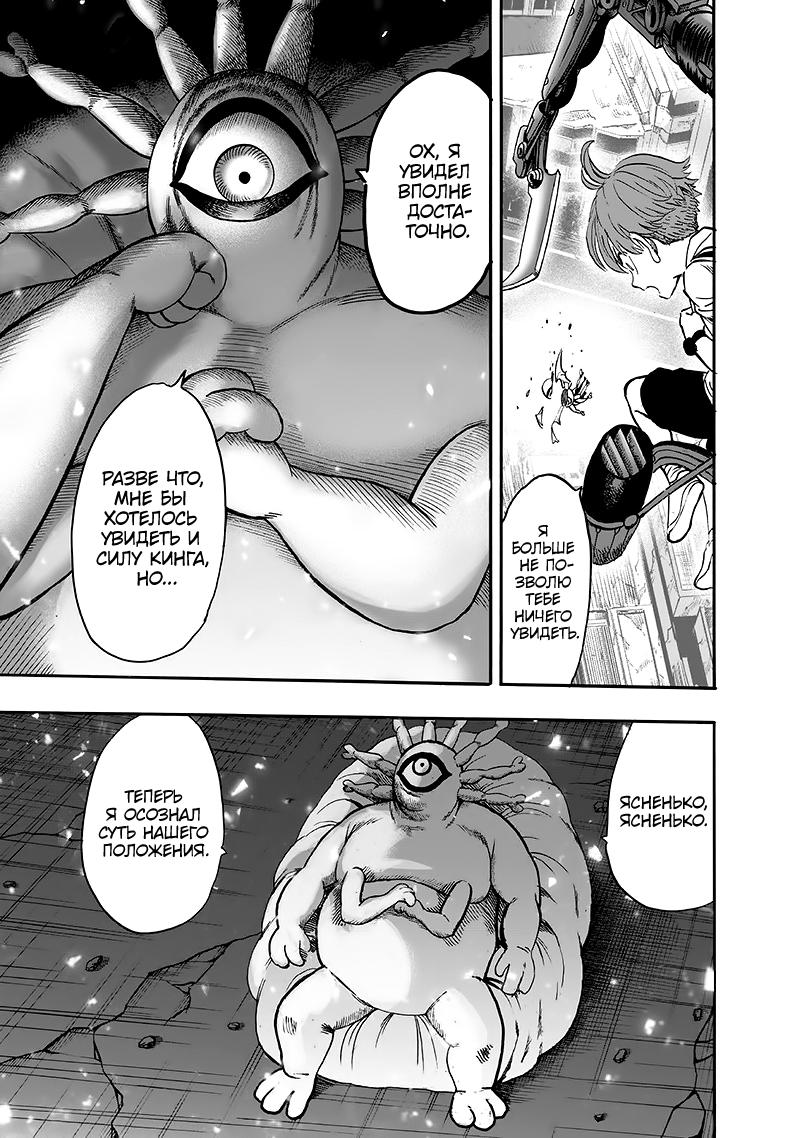 Я
БОЛЬШЕ
НЕ ПО-
ЗВОЛЮ
ТЕБЕ
НИЧЕГО
УВИДЕТЬ.
ОХ, Я
УВИДЕЛ
ВПОЛНЕ
ДОСТА-
ТОЧНО.
РАЗВЕ ЧТО,
МНЕ БЫ
ХОТЕЛОСЬ
УВИДЕТЬ И
СИЛУ КИНГА,
НО...
ЯСНЕНЬКО,
ЯСНЕНЬКО.
ТЕПЕРЬ
Я ОСОЗНАЛ
СУТЬ НАШЕГО
ПОЛОЖЕНИЯ.